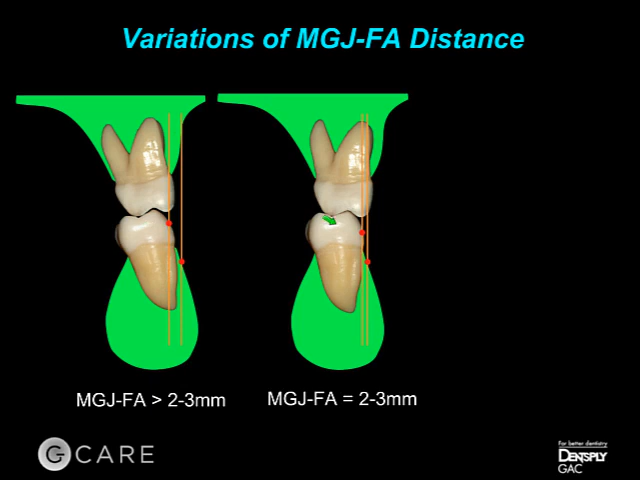 Variations of MGJ-FA Distance
MGJ-FA > 2-3mm
MGJ-FA = 2-3mm
G CARE
For better dentistry
DENTSPLY
GAC